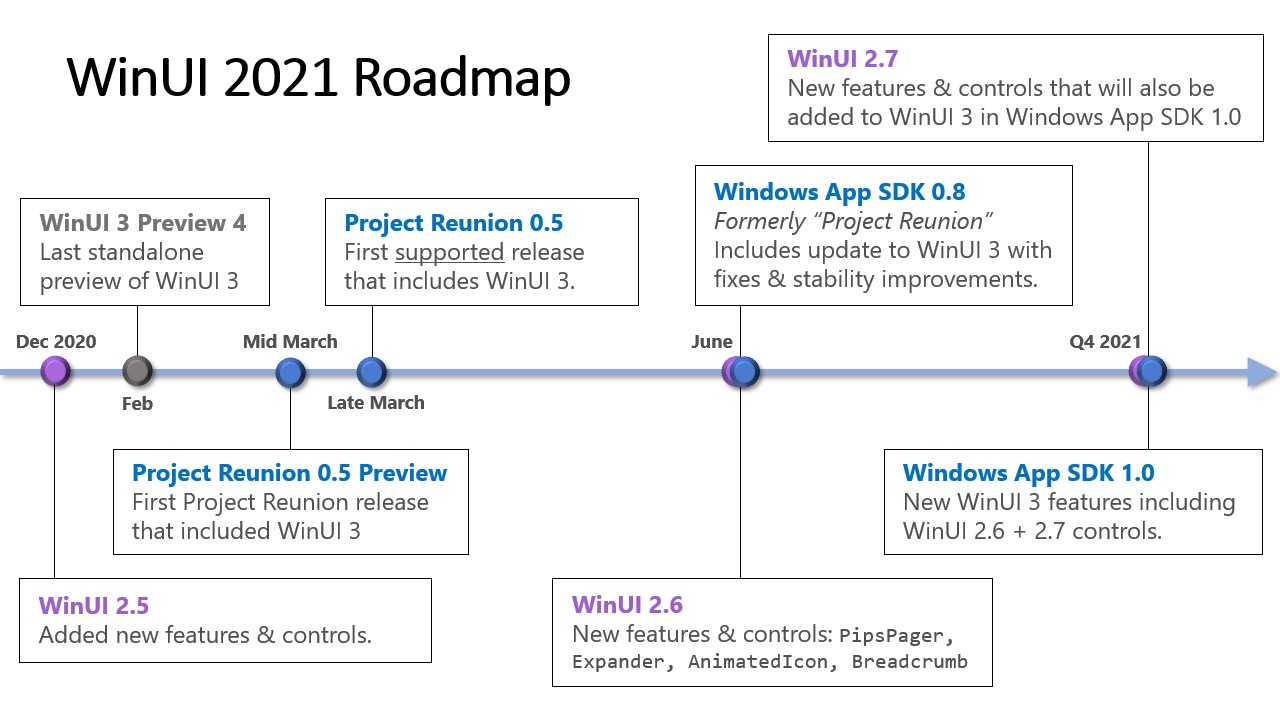 WinUI 2021 Roadmap
WinUI 2.7
New features & controls that will also be
added to WinUI 3 in Windows App SDK 1.0
WinUI 3 Preview 4
Last standalone
preview of WinUI 3
Project Reunion 0.5
First supported release
that includes WinUI 3.
Windows App SDK 0.8
Formerly “Project Reunion”
Includes update to WinUI 3 with
fixes & stability improvements.
Dec 2020
Mid March
June
Q4 2021
Feb
Late March
Project Reunion 0.5 Preview
First Project Reunion release
that included WinUI 3
Windows App SDK 1.0
New WinUI 3 features including
WinUI 2.6 + 2.7 controls.
WinUI 2.5
Added new features & controls.
WinUI 2.6
New features & controls: PipsPager,
Expander, AnimatedIcon, Breadcrumb